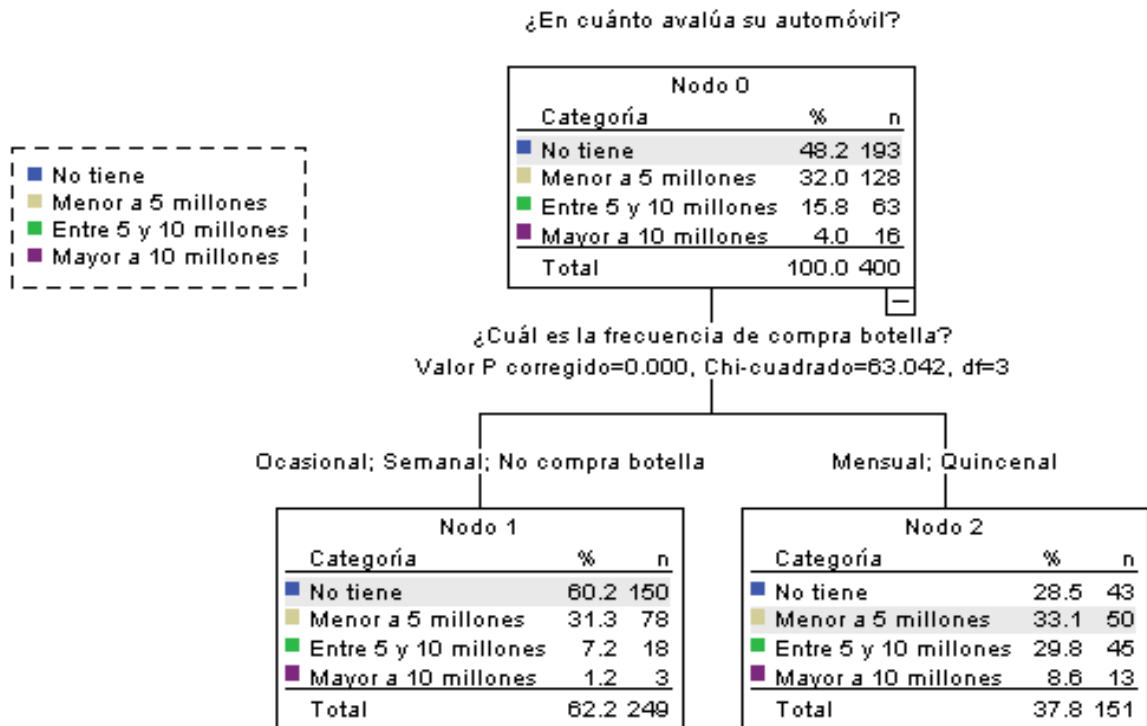 ¿En cuánto avalúa su automóvil?
No tiene
Menor a 5 millones
Entre 5 y 10 millones
Mayor a 10 millones
Nodo 0
Categoría % n
No tiene 48.2 193
Menor a 5 millones 32.0 128
Entre 5 y 10 millones 15.8 63
Mayor a 10 millones 4.0 16
Total 100.0 400
¿Cuál es la frecuencia de compra botella?
Valor P corregido=0.000, Chi-cuadrado=63.042, df=3
Ocasional; Semanal; No compra botella
Nodo 1
Categoría % n
No tiene 60.2 150
Menor a 5 millones 31.3 78
Entre 5 y 10 millones 7.2 18
Mayor a 10 millones 1.2 3
Total 62.2 249
Mensual; Quincenal
Nodo 2
Categoría % n
No tiene 28.5 43
Menor a 5 millones 33.1 50
Entre 5 y 10 millones 29.8 45
Mayor a 10 millones 8.6 13
Total 37.8 151